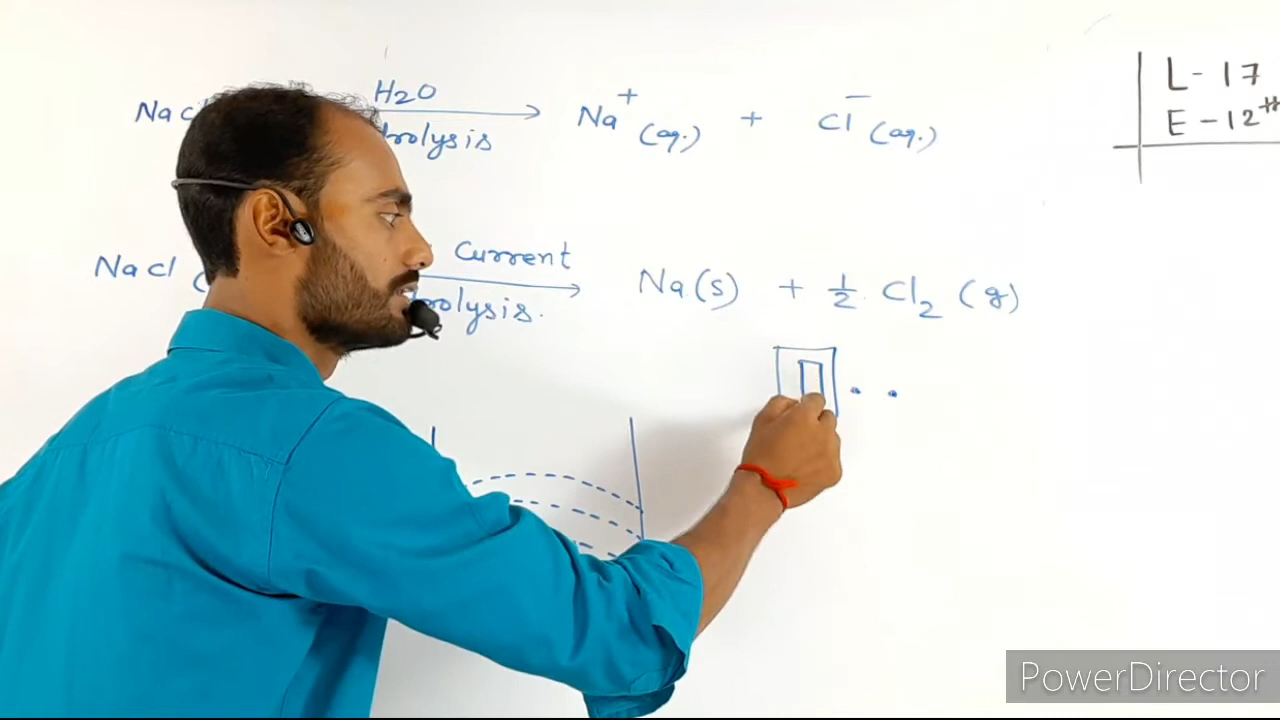 H2O
Na+ (aq.) + Cl- (aq.)
L - 17
E - 12th
Nacl Current
Na(s) + 1/2 Cl2 (g)
PowerDirector